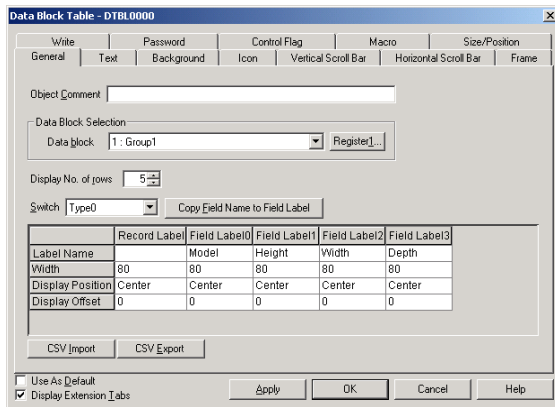 Data Block Table - DTBL0000
Write Password Control Flag Macro Size/Position
General Text Background Icon Vertical Scroll Bar Horizontal Scroll Bar Frame
Object Comment
Data Block Selection
Data block 1 : Group1 Register1...
Display No. of rows 5
Switch Type0 Copy Field Name to Field Label
Record Label Field Label0 Field Label1 Field Label2 Field Label3
Label Name Model Height Width Depth
Width 80 80 80 80 80
Display Position Center Center Center Center Center
Display Offset 0 0 0 0 0
CSV Import CSV Export
Use As Default
Display Extension Tabs
Apply OK Cancel Help